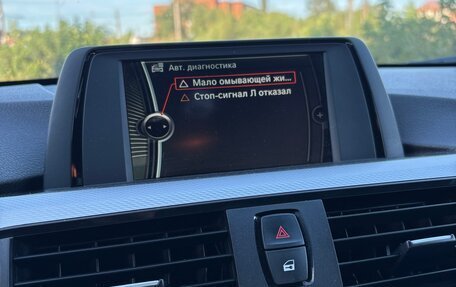 Авт. диагностика
Мало омывающей жи...
Стоп-сигнал Л отказал